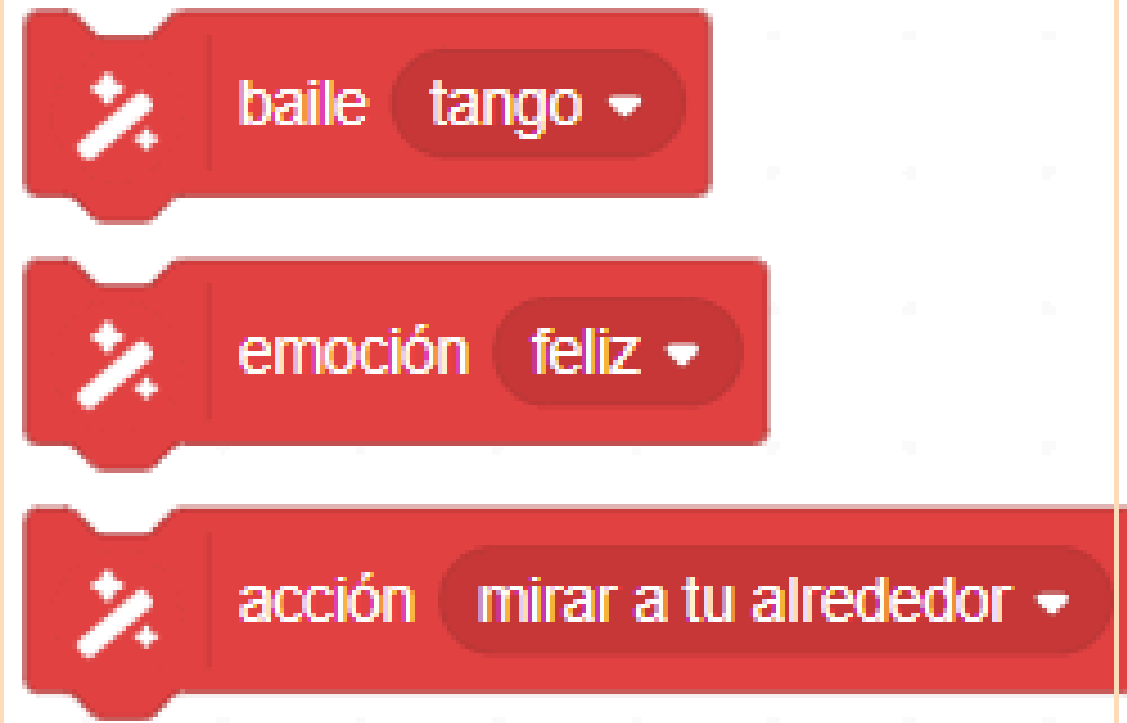 baile tango
emoción feliz
acción mirar a tu alrededor